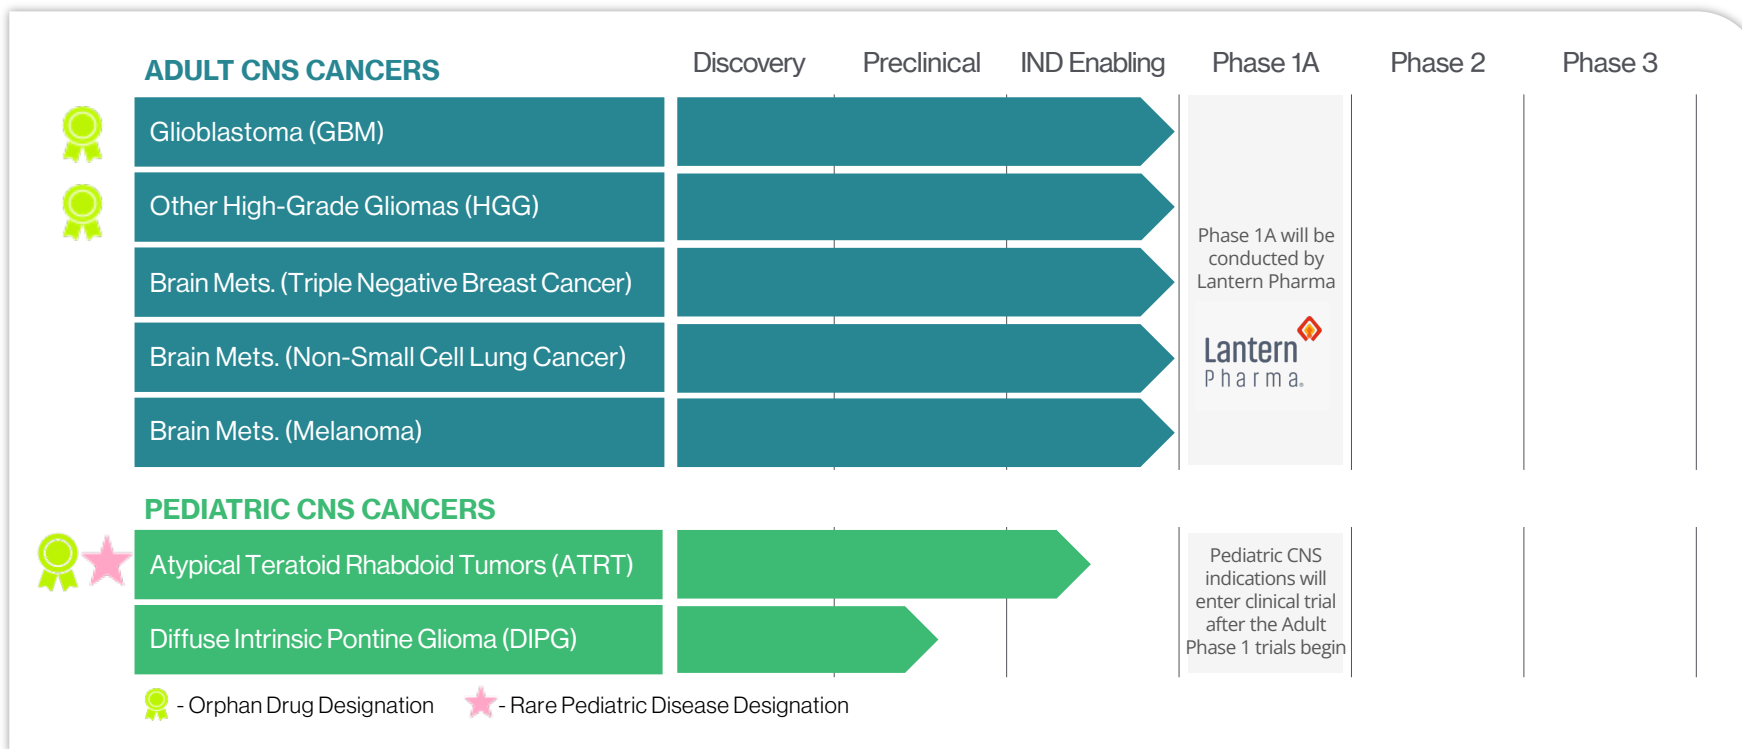 ADULT CNS CANCERS
Discovery
Preclinical
IND Enabling
Phase 1A
Phase 2
Phase 3
Glioblastoma (GBM)
Other High-Grade Gliomas (HGG)
Brain Mets. (Triple Negative Breast Cancer)
Brain Mets. (Non-Small Cell Lung Cancer)
Brain Mets. (Melanoma)
Phase 1A will be
conducted by
Lantern Pharma
Lantern
Pharma.
PEDIATRIC CNS CANCERS
Atypical Teratoid Rhabdoid Tumors (ATRT)
Diffuse Intrinsic Pontine Glioma (DIPG)
Pediatric CNS
indications will
enter clinical trial
after the Adult
Phase 1 trials begin
- Orphan Drug Designation
- Rare Pediatric Disease Designation